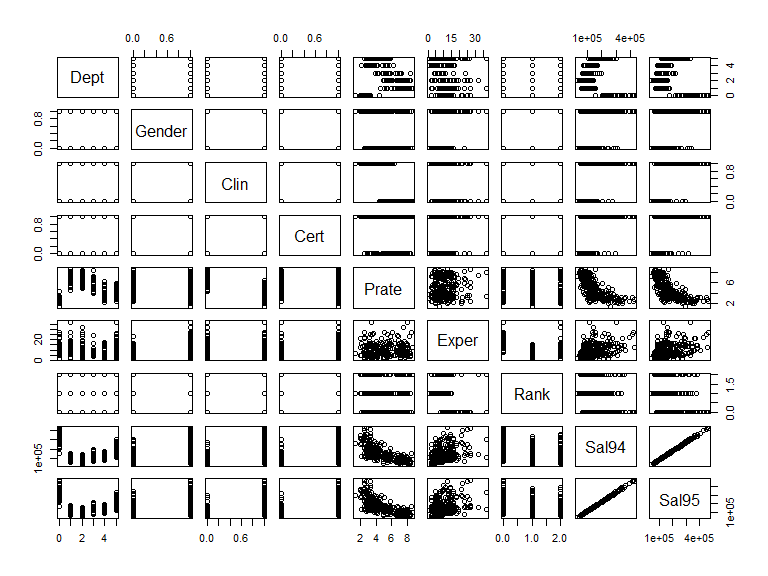 0.0 0.6 0.0 0.6 0 15 30 1e+05 4e+05
Dept
0 2 4
0.0 0.8
Gender
Clin
0.0 0.8
0.0 0.8
Cert
Prate
2 6
0 20
Exper
Rank
0.0 1.5
1e+05
Sal94
Sal95
1e+05
0 2 4 0.0 0.6 2 4 6 8 0.0 1.0 2.0 1e+05 4e+05